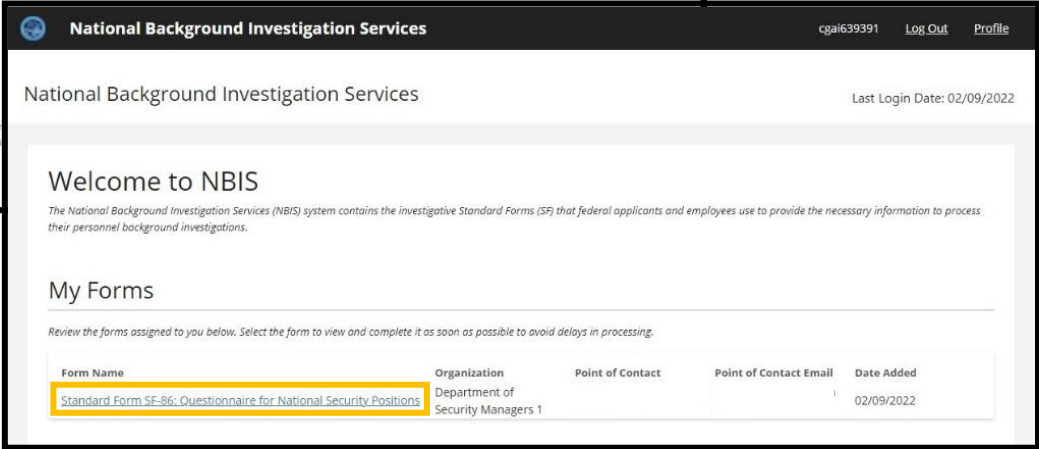 National Background Investigation Services cgai639391 Log Out Profile
National Background Investigation Services Last Login Date: 02/09/2022
Welcome to NBIS
The National Background Investigation Services (NBIS) system contains the investigative Standard Forms (SF) that federal applicants and employees use to provide the necessary information to process
their personnel background investigations.
My Forms
Review the forms assigned to you below. Select the form to view and complete it as soon as possible to avoid delays in processing.
Form Name Organization Point of Contact Point of Contact Email Date Added
Standard Form SF-86: Questionnaire for National Security Positions Department of Security Managers 1 02/09/2022